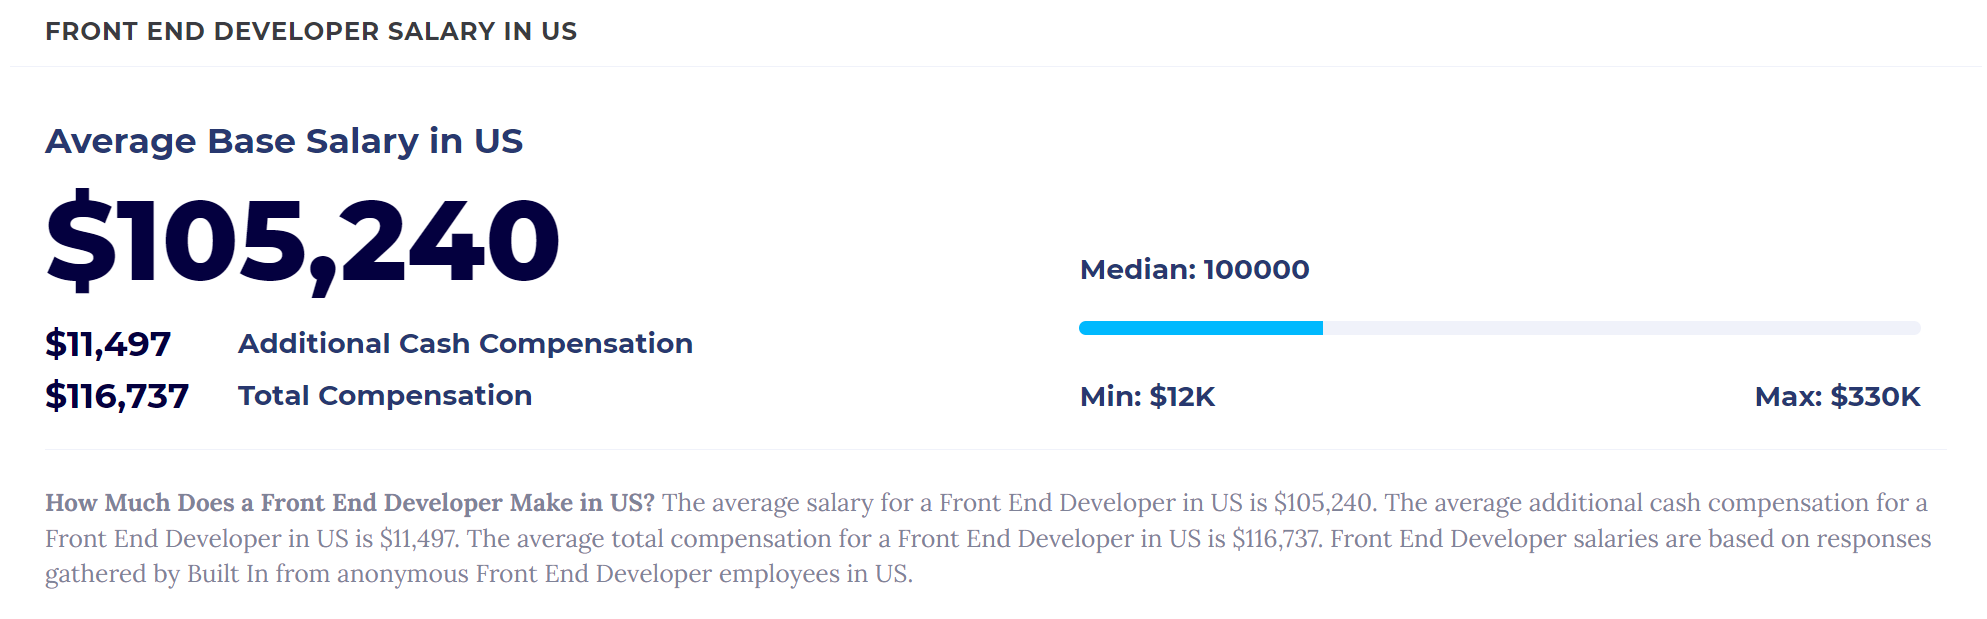 FRONT END DEVELOPER SALARY IN US
Average Base Salary in US
$105,240
$11,497 Additional Cash Compensation
$116,737 Total Compensation
Median: 100000
Min: $12K Max: $330K
How Much Does a Front End Developer Make in US? The average salary for a Front End Developer in US is $105,240. The average additional cash compensation for a
Front End Developer in US is $11,497. The average total compensation for a Front End Developer in US is $116,737. Front End Developer salaries are based on responses
gathered by Built In from anonymous Front End Developer employees in US.